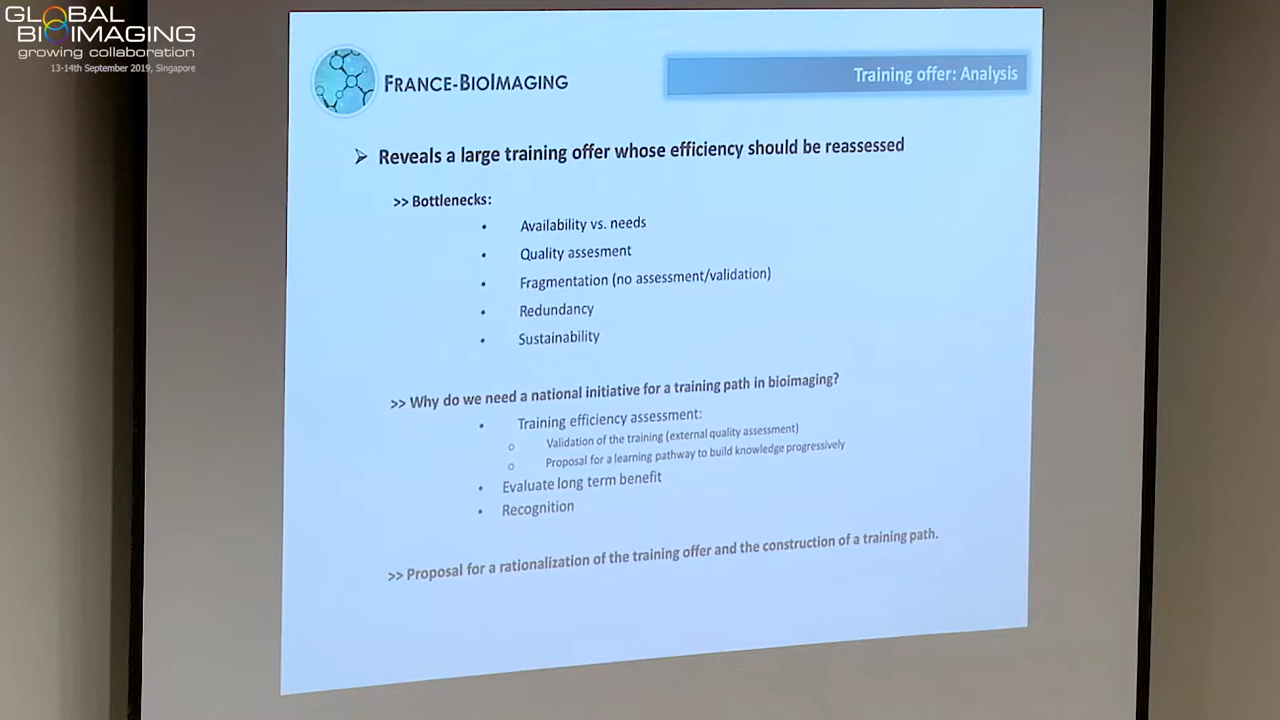 GLOBAL
BIOIMAGING
growing collaboration
13-14th September 2019, Singapore
FRANCE-BIOIMAGING
Training offer: Analysis
Reveals a large training offer whose efficiency should be reassessed
>> Bottlenecks:
• Availability vs. needs
• Quality assesment
• Fragmentation (no assessment/validation)
• Redundancy
• Sustainability
>> Why do we need a national initiative for a training path in bioimaging?
• Training efficiency assessment:
o Validation of the training (external quality assessment)
o Proposal for a learning pathway to build knowledge progressively
• Evaluate long term benefit
• Recognition
>> Proposal for a rationalization of the training offer and the construction of a training path.